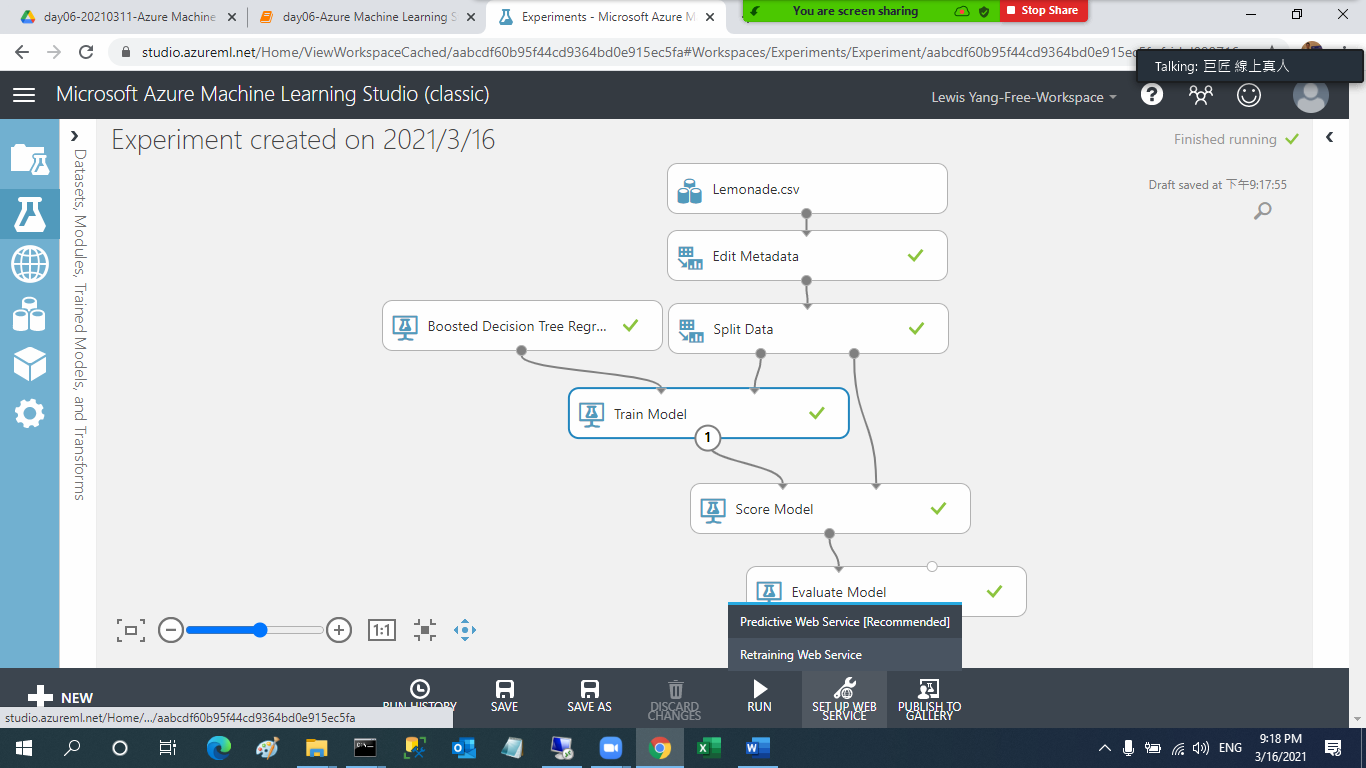 day06-20210311-Azure Machine
day06-Azure Machine Learning S
Experiments - Microsoft Azure M
You are screen sharing
Stop Share
studio.azureml.net/Home/ViewWorkspaceCached/aabcdf60b95f44cd9364bd0e915ec5fa#Workspaces/Experiments/Experiment/aabcdf60b95f44cd9364bd0e915ec5
Talking: 巨匠 線上真人
Microsoft Azure Machine Learning Studio (classic)
Lewis Yang-Free-Workspace
?
Experiment created on 2021/3/16
Finished running
Draft saved at 下午9:17:55
Datasets, Modules, Trained Models, and Transforms
Lemonade.csv
Edit Metadata
Boosted Decision Tree Regr...
Split Data
Train Model
1
Score Model
Evaluate Model
Predictive Web Service [Recommended]
Retraining Web Service
1:1
NEW
RUN HISTORY
SAVE
SAVE AS
DISCARD
CHANGES
RUN
SET UP WEB
SERVICE
PUBLISH TO
GALLERY
studio.azureml.net/Home/.../aabcdf60b95f44cd9364bd0e915ec5fa
ENG
9:18 PM
3/16/2021